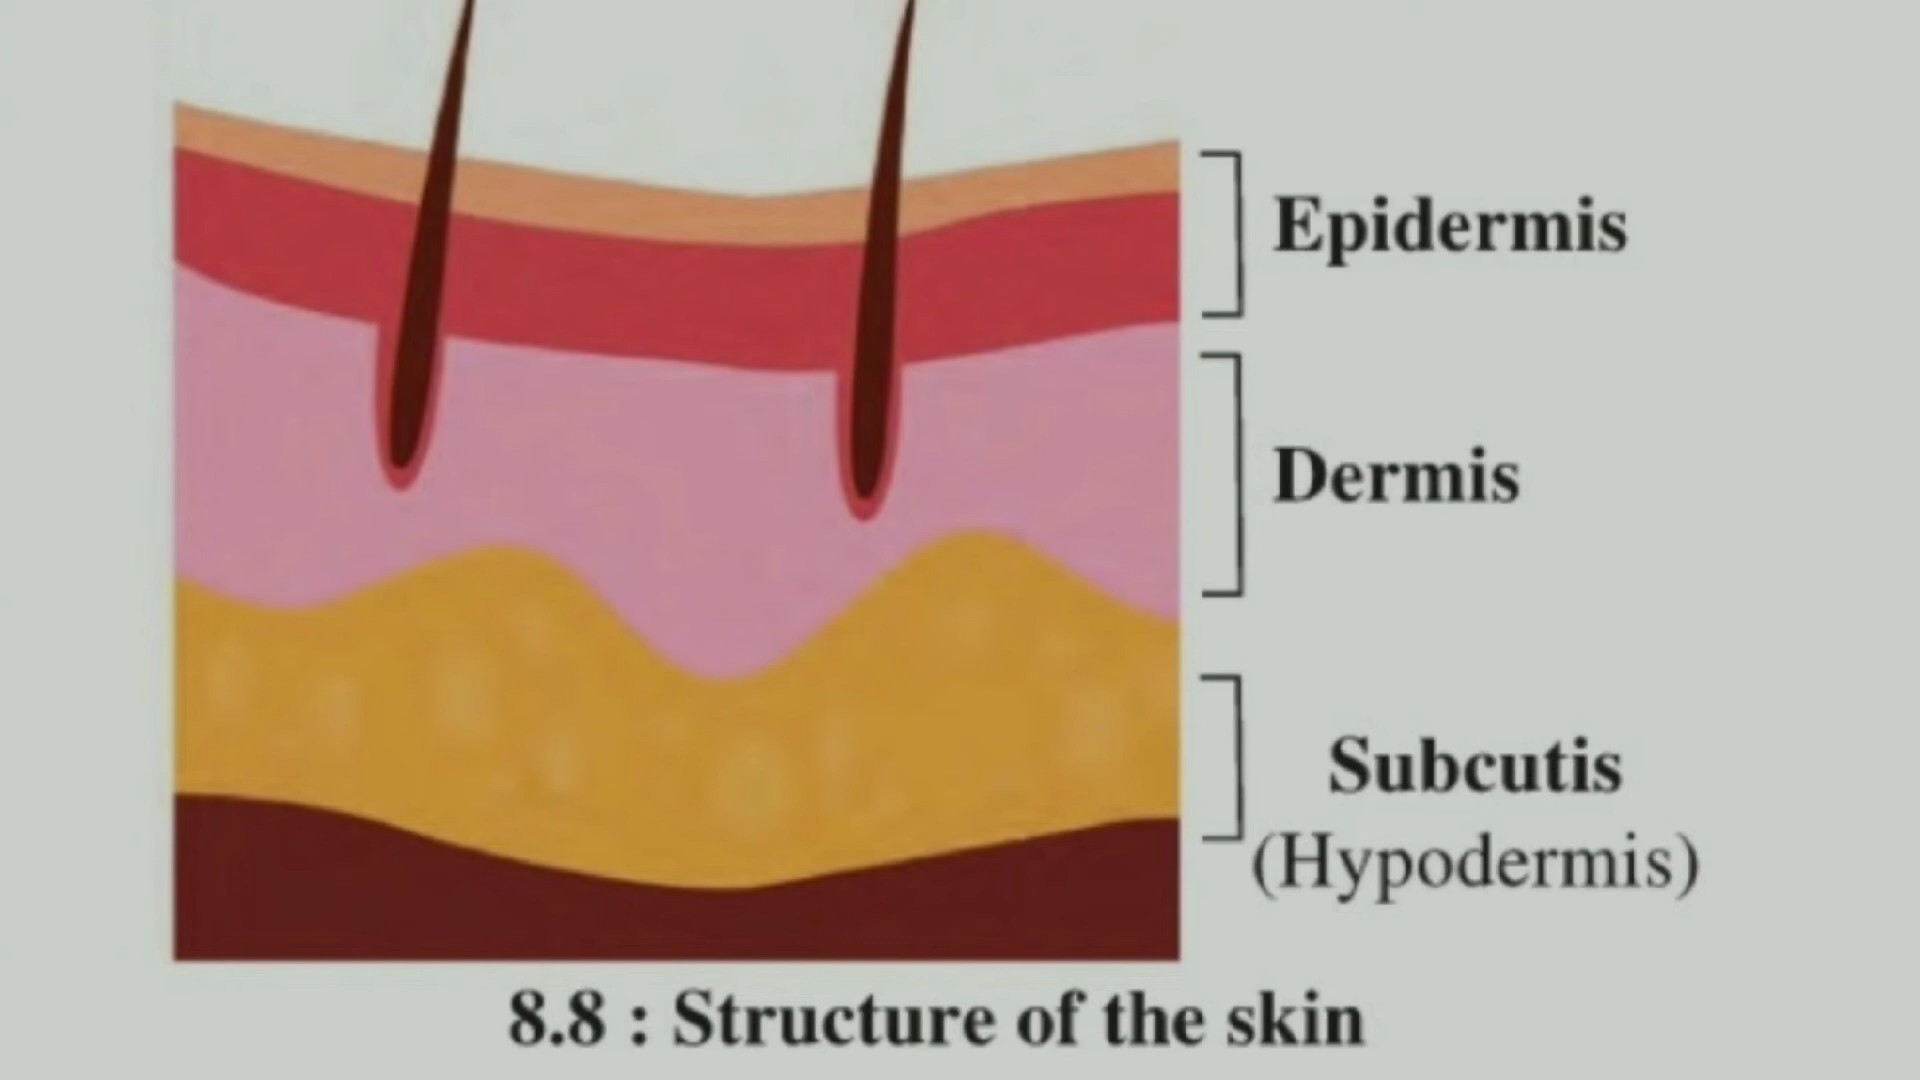 Epidermis
Dermis
Subcutis
(Hypodermis)
8.8 : Structure of the skin